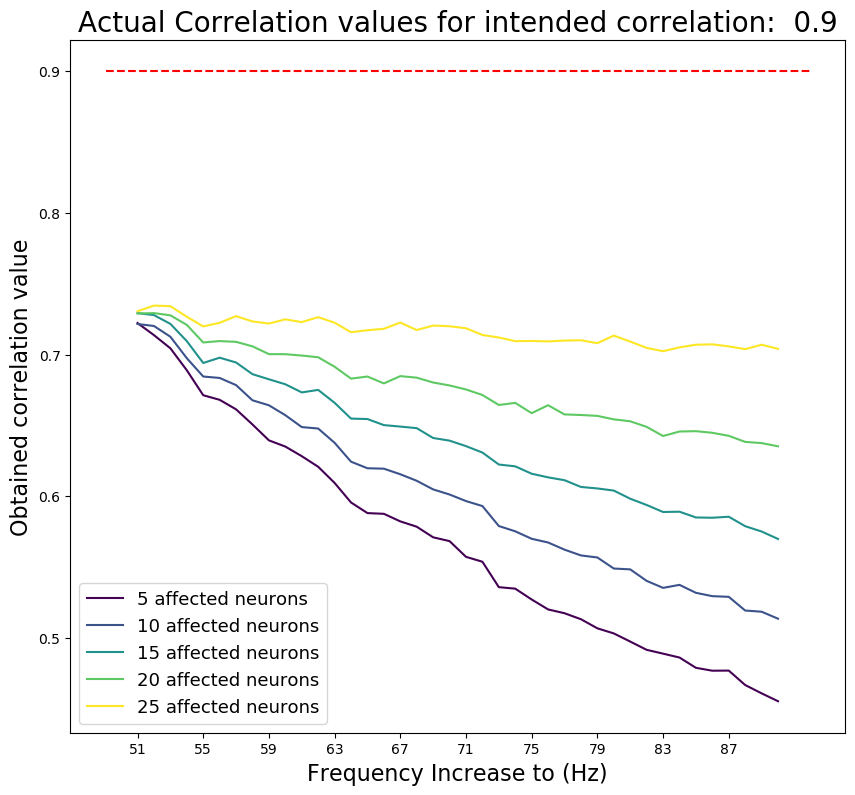 Actual Correlation values for intended correlation:  0.9
Obtained correlation value
0.9
0.8
0.7
0.6
0.5
5 affected neurons
10 affected neurons
15 affected neurons
20 affected neurons
25 affected neurons
51 55 59 63 67 71 75 79 83 87
Frequency Increase to (Hz)